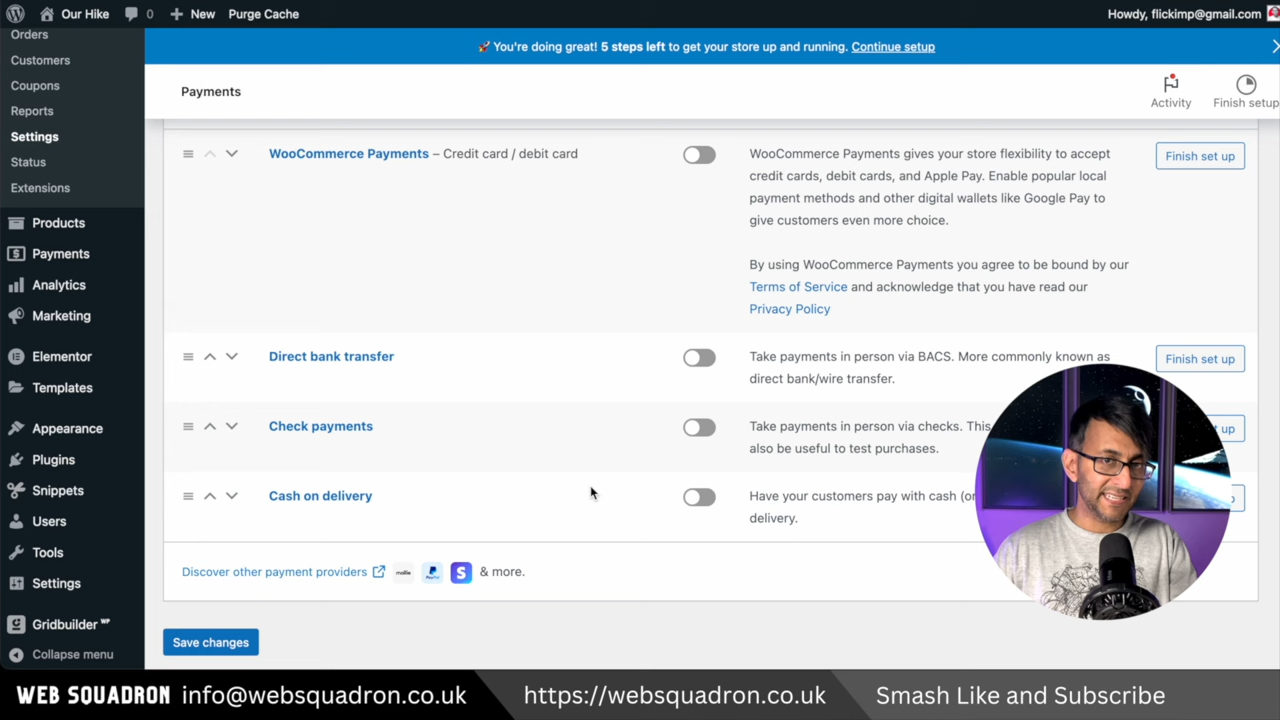 Our Hike
0
New
Purge Cache
Howdy, flickimp@gmail.com
Orders
Customers
Coupons
Reports
Settings
Status
Extensions
Products
Payments
Analytics
Marketing
Elementor
Templates
Appearance
Plugins
Snippets
Users
Tools
Settings
Gridbuilder WP
Collapse menu
🚀 You're doing great! 5 steps left to get your store up and running. Continue setup
Payments
Activity
Finish setup
WooCommerce Payments – Credit card / debit card
WooCommerce Payments gives your store flexibility to accept
credit cards, debit cards, and Apple Pay. Enable popular local
payment methods and other digital wallets like Google Pay to
give customers even more choice.
By using WooCommerce Payments you agree to be bound by our
Terms of Service and acknowledge that you have read our
Privacy Policy
Finish set up
Direct bank transfer
Take payments in person via BACS. More commonly known as
direct bank/wire transfer.
Finish set up
Check payments
Take payments in person via checks. This
also be useful to test purchases.
up
Cash on delivery
Have your customers pay with cash (or
delivery.
Discover other payment providers
mollie
PayPal
S
& more.
Save changes
WEB SQUADRON info@websquadron.co.uk
https://websquadron.co.uk
Smash Like and Subscribe